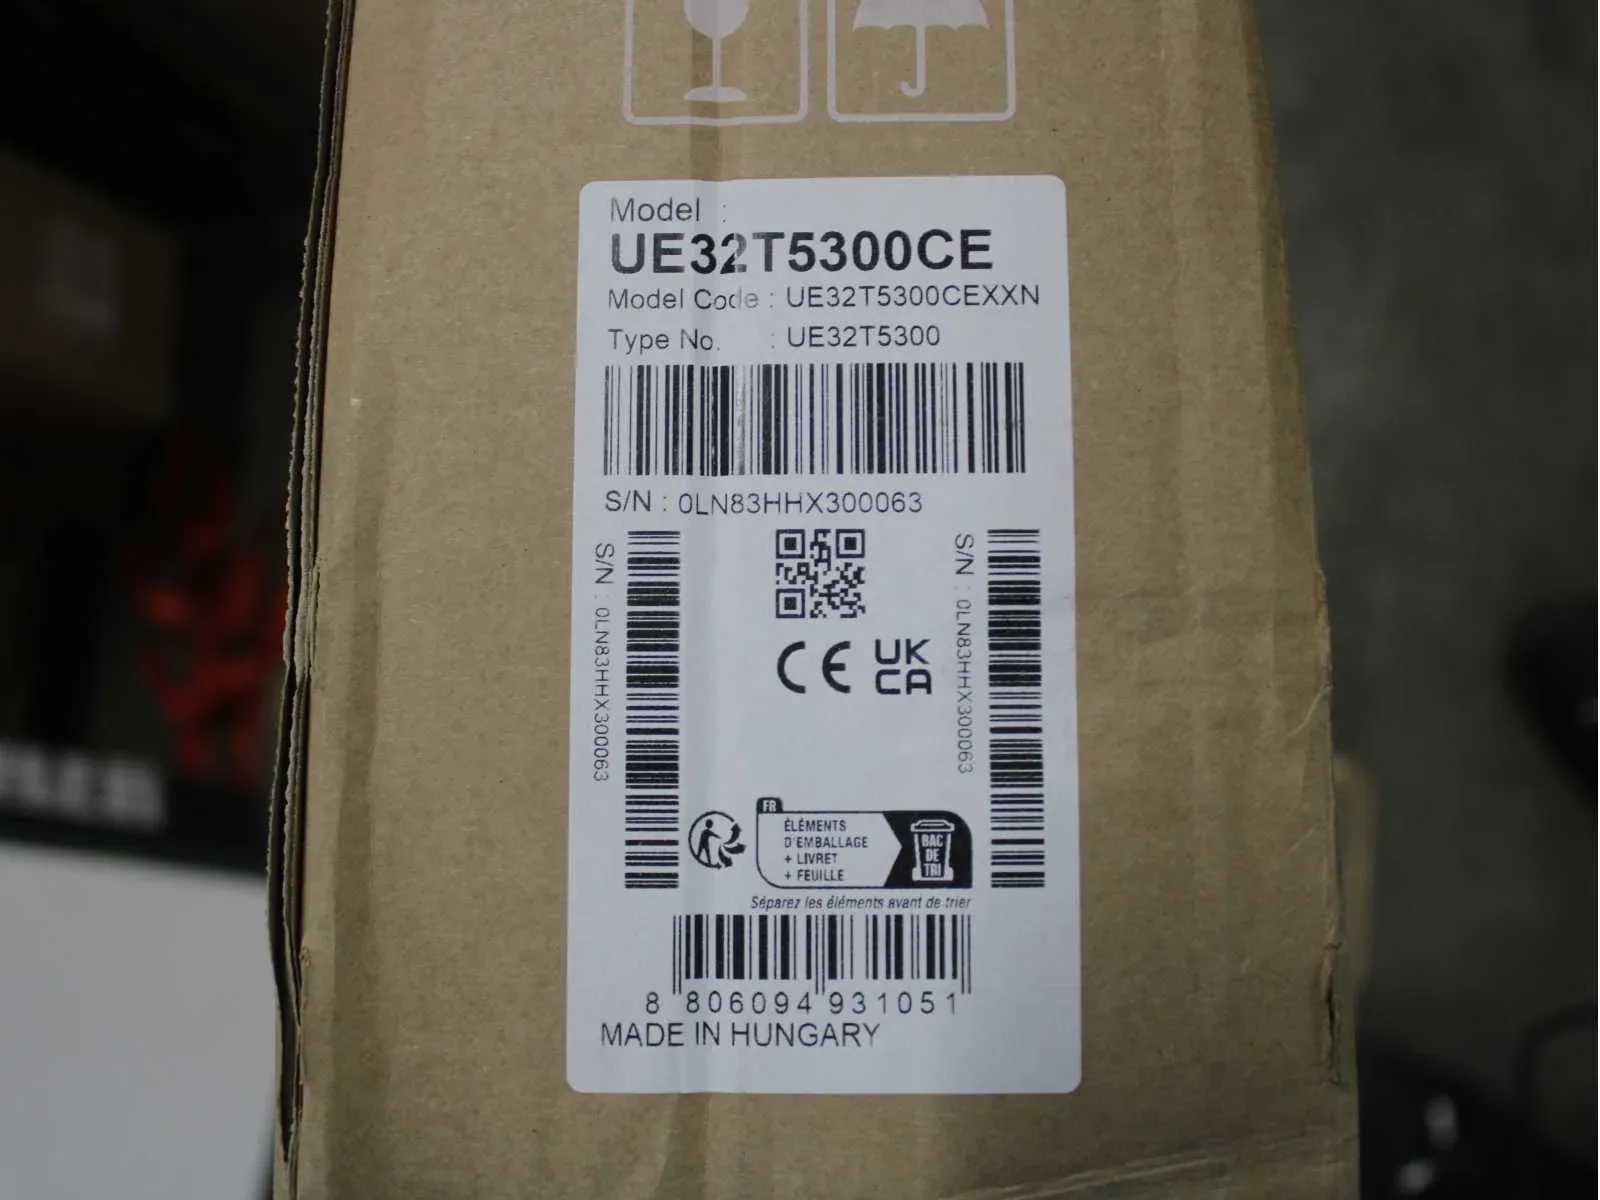 Model :
UE32T5300CE
Model Code : UE32T5300CEXXN
Type No. : UE32T5300
S/N : 0LN83HHX300063
S/N : 0LN83HHX300063
S/N : 0LN83HHX300063
CE UK
CA
FR
ÉLÉMENTS
D'EMBALLAGE
+ LIVRET
+ FEUILLE
BAC
DE
TRI
Séparez les éléments avant de trier
8 806094 931051
MADE IN HUNGARY